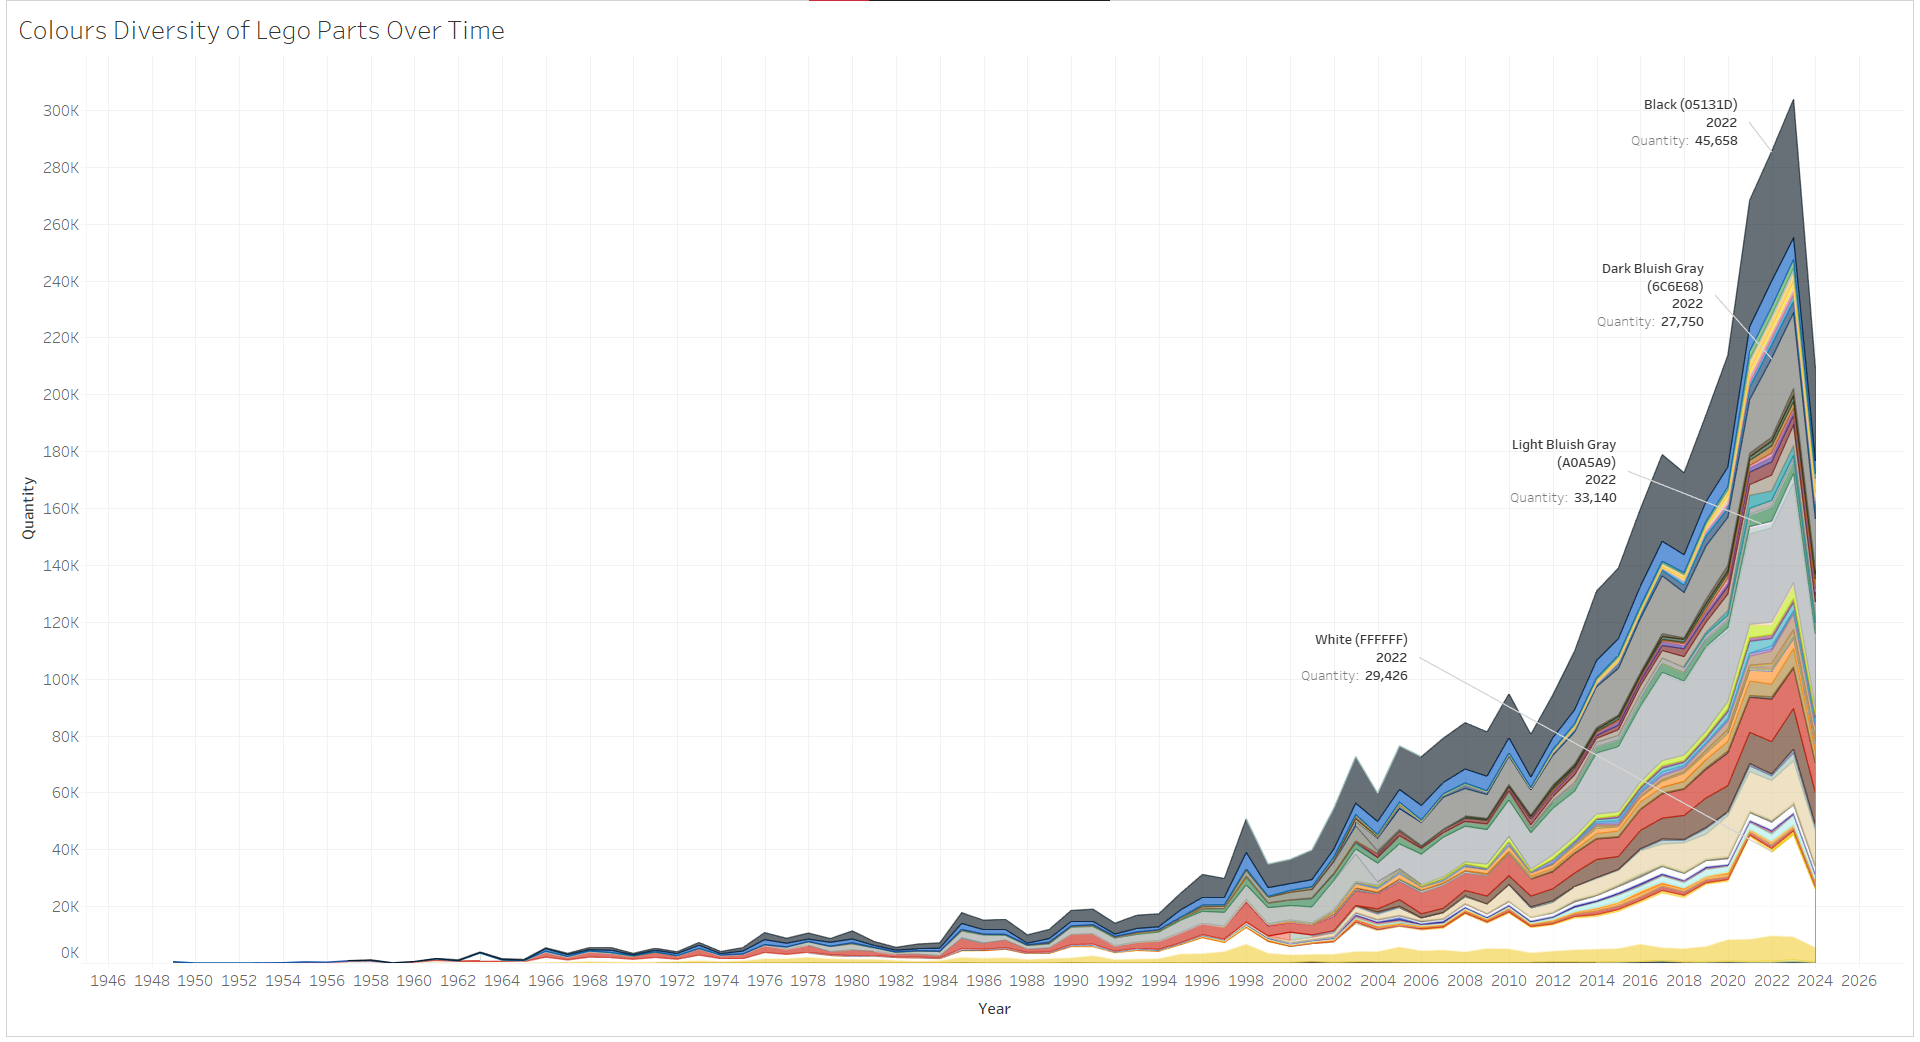 Colours Diversity of Lego Parts Over Time
300K
280K
260K
240K
220K
200K
180K
160K
140K
120K
100K
80K
60K
40K
20K
0K
Quantity
Black (05131D)
2022
Quantity: 45,658
Dark Bluish Gray
(6C6E68)
2022
Quantity: 27,750
Light Bluish Gray
(A0A5A9)
2022
Quantity: 33,140
White (FFFFFF)
2022
Quantity: 29,426
1946 1948 1950 1952 1954 1956 1958 1960 1962 1964 1966 1968 1970 1972 1974 1976 1978 1980 1982 1984 1986 1988 1990 1992 1994 1996 1998 2000 2002 2004 2006 2008 2010 2012 2014 2016 2018 2020 2022 2024 2026
Year